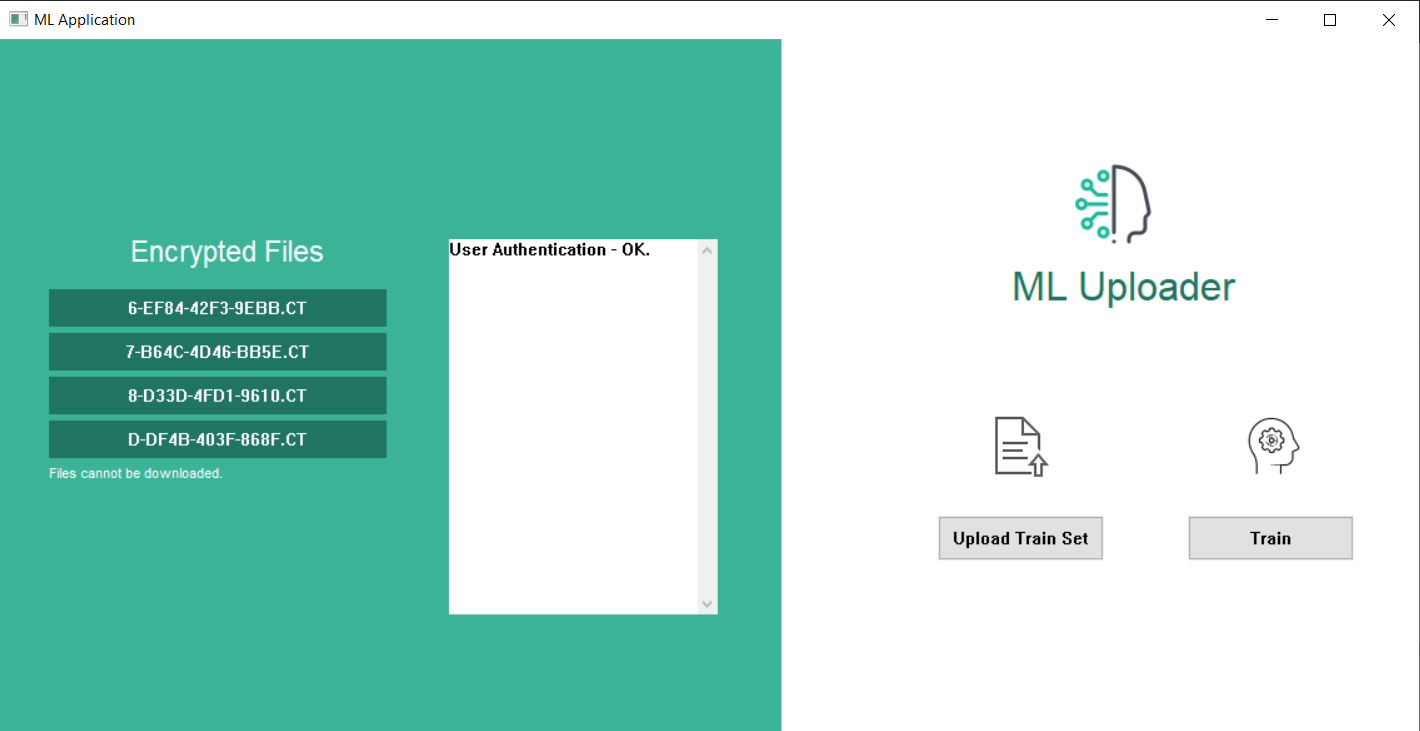 ML Application
Encrypted Files
6-EF84-42F3-9EBB.CT
7-B64C-4D46-BB5E.CT
8-D33D-4FD1-9610.CT
D-DF4B-403F-868F.CT
Files cannot be downloaded.
User Authentication - OK.
ML Uploader
Upload Train Set
Train